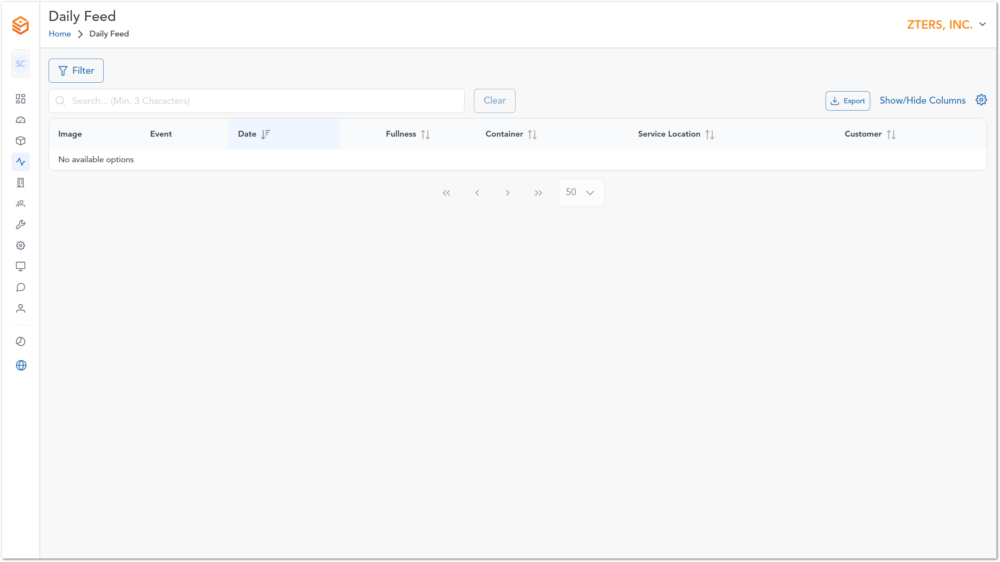 Daily Feed
Home Daily Feed
ZTERS, INC.
SC
Filter
Search... (Min. 3 Characters)
Clear
Export
Show/Hide Columns
Image Event Date Fullness Container Service Location Customer
No available options
50